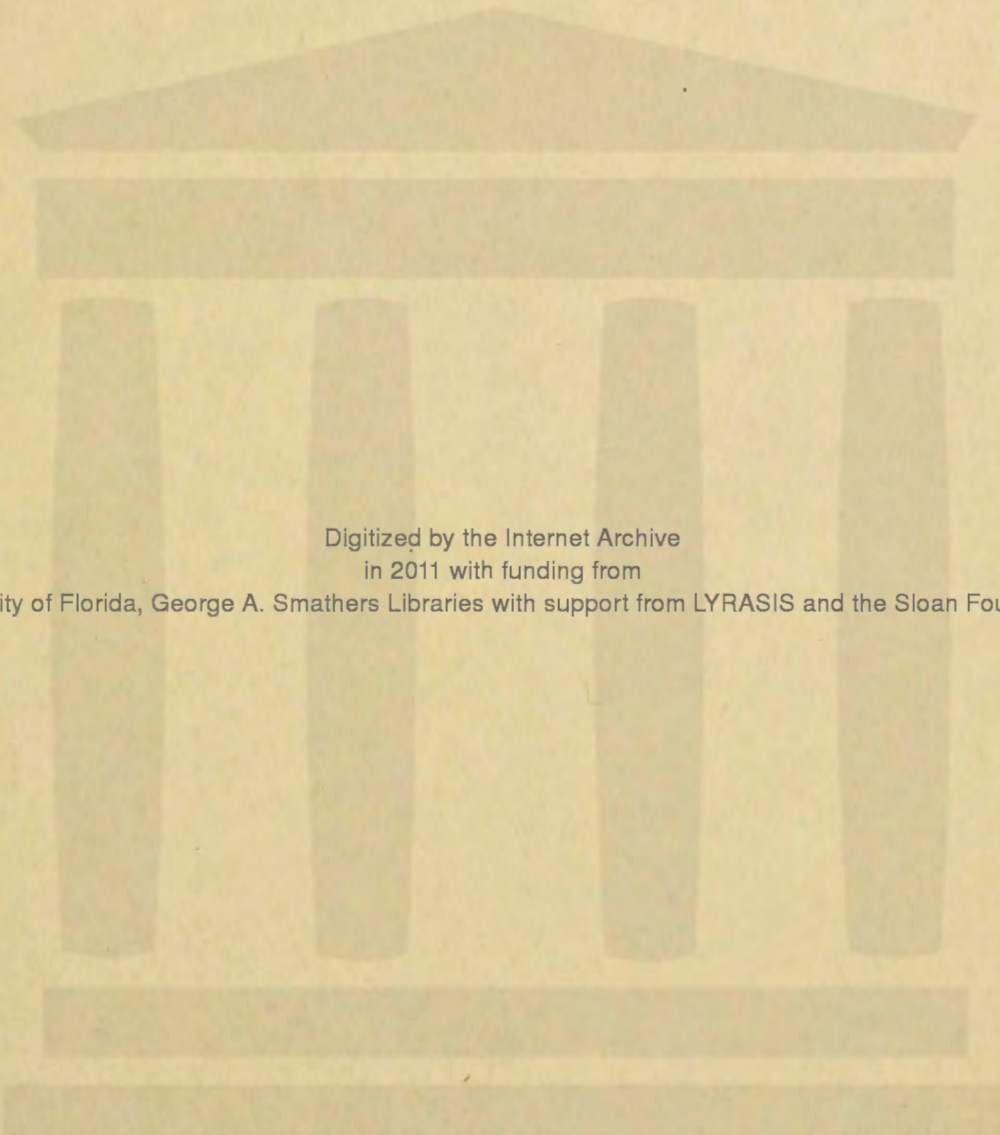 Digitized by the Internet Archive
in 2011 with funding from
ity of Florida, George A. Smathers Libraries with support from LYRASIS and the Sloan Fou